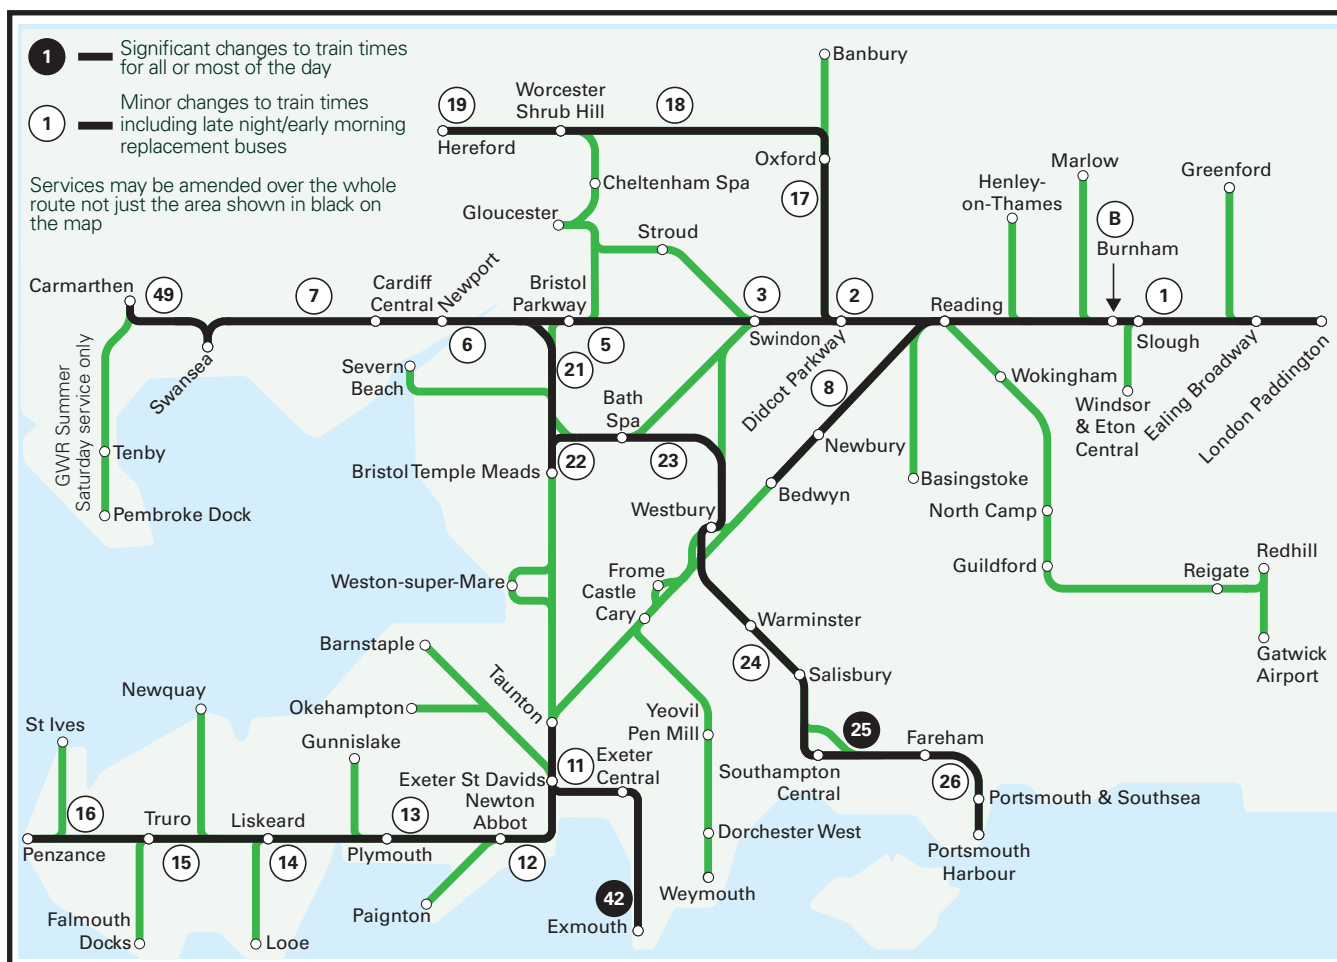 1 Significant changes to train times
for all or most of the day
1 Minor changes to train times
including late night/early morning
replacement buses
Services may be amended over the whole
route not just the area shown in black on
the map
Banbury
19
Worcester
Shrub Hill
18
Hereford
Oxford
17
Cheltenham Spa
Gloucester
Stroud
Marlow
Henley-
on-Thames
Greenford
B
Burnham
Carmarthen
49
7
Cardiff
Central
Newport
Bristol
Parkway
3
2
Reading
1
Swansea
6
5
21
Swindon
Didcot Parkway
8
Slough
Ealing Broadway
London Paddington
GWR Summer
Saturday service only
Severn
Beach
Bath
Spa
Wokingham
Windsor
& Eton
Central
Tenby
Newbury
Bristol Temple Meads
22
23
Bedwyn
Basingstoke
Pembroke Dock
Westbury
North Camp
Weston-super-Mare
Frome
Castle
Cary
Guildford
Reigate
Redhill
Barnstaple
Warminster
24
Gatwick
Airport
Newquay
Okehampton
Taunton
Salisbury
St Ives
Gunnislake
Yeovil
Pen Mill
25
Fareham
Exeter St Davids
11
Exeter
Central
Southampton
Central
26
Newton
Abbot
Portsmouth & Southsea
16
Truro
Liskeard
13
Penzance
15
14
Plymouth
12
Dorchester West
Portsmouth
Harbour
Falmouth
Docks
Looe
Paignton
42
Exmouth
Weymouth